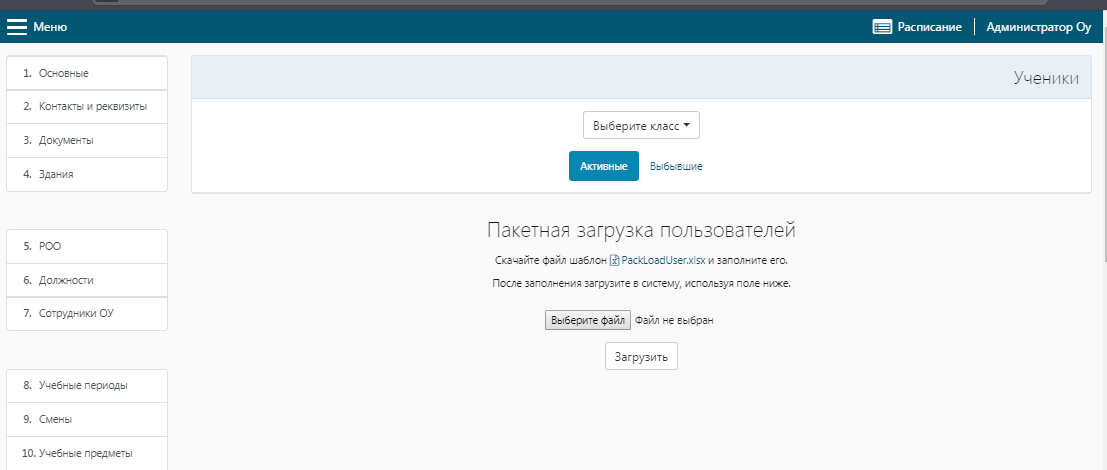 Меню
Расписание
Администратор Оу
1. Основные
2. Контакты и реквизиты
3. Документы
4. Здания
5. РОО
6. Должности
7. Сотрудники ОУ
8. Учебные периоды
9. Смены
10. Учебные предметы
Ученики
Выберите класс
Активные
Выбывшие
Пакетная загрузка пользователей
Скачайте файл шаблон PackLoadUser.xlsx и заполните его.
После заполнения загрузите в систему, используя поле ниже.
Выберите файл Файл не выбран
Загрузить